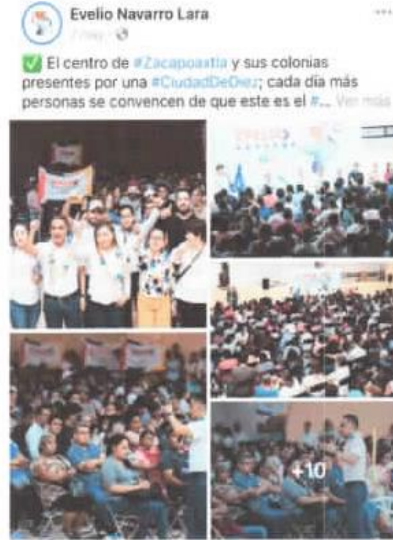 Evelio Navarro Lara
✅ El centro de #Zacapoaxtla y sus colonias
presentes por una #CiudadDeDiez; cada día más
personas se convencen de que este es el #... Ver más
+10